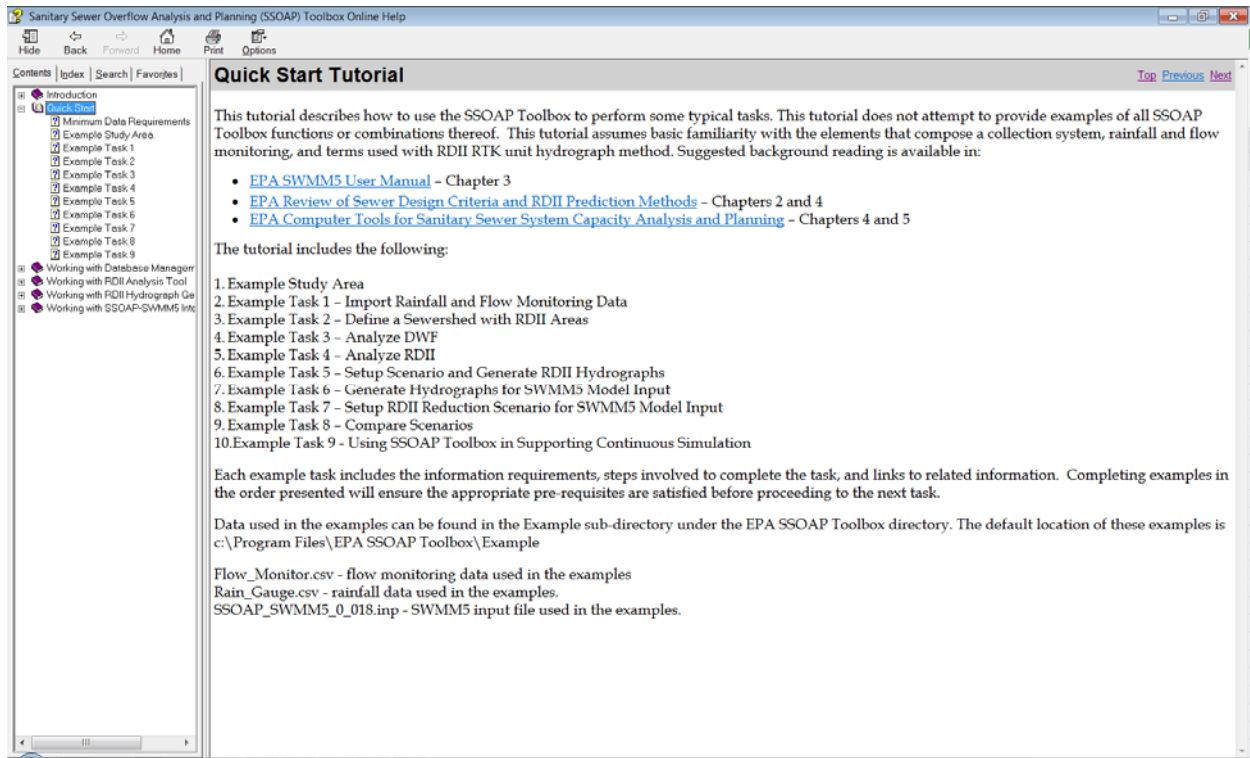 Sanitary Sewer Overflow Analysis and Planning (SSOAP) Toolbox Online Help
Hide Back Forward Home Print Options
Contents Index Search Favorites
Introduction
Quick Start
Minimum Data Requirements
Example Study Area
Example Task 1
Example Task 2
Example Task 3
Example Task 4
Example Task 5
Example Task 6
Example Task 7
Example Task 8
Example Task 9
Working with Database Managem
Working with RDII Analysis Tool
Working with RDII Hydrograph Ge
Working with SSOAP-SWMM5 Inte
Quick Start Tutorial
Top Previous Next
This tutorial describes how to use the SSOAP Toolbox to perform some typical tasks. This tutorial does not attempt to provide examples of all SSOAP
Toolbox functions or combinations thereof. This tutorial assumes basic familiarity with the elements that compose a collection system, rainfall and flow
monitoring, and terms used with RDII RTK unit hydrograph method. Suggested background reading is available in:
• EPA SWMM5 User Manual – Chapter 3
• EPA Review of Sewer Design Criteria and RDII Prediction Methods – Chapters 2 and 4
• EPA Computer Tools for Sanitary Sewer System Capacity Analysis and Planning – Chapters 4 and 5
The tutorial includes the following:
1. Example Study Area
2. Example Task 1 – Import Rainfall and Flow Monitoring Data
3. Example Task 2 – Define a Sewershed with RDII Areas
4. Example Task 3 – Analyze DWF
5. Example Task 4 – Analyze RDII
6. Example Task 5 – Setup Scenario and Generate RDII Hydrographs
7. Example Task 6 – Generate Hydrographs for SWMM5 Model Input
8. Example Task 7 – Setup RDII Reduction Scenario for SWMM5 Model Input
9. Example Task 8 – Compare Scenarios
10.Example Task 9 - Using SSOAP Toolbox in Supporting Continuous Simulation
Each example task includes the information requirements, steps involved to complete the task, and links to related information. Completing examples in
the order presented will ensure the appropriate pre-requisites are satisfied before proceeding to the next task.
Data used in the examples can be found in the Example sub-directory under the EPA SSOAP Toolbox directory. The default location of these examples is
c:\Program Files\EPA SSOAP Toolbox\Example
Flow_Monitor.csv - flow monitoring data used in the examples
Rain_Gauge.csv - rainfall data used in the examples.
SSOAP_SWMM5_0_018.inp - SWMM5 input file used in the examples.